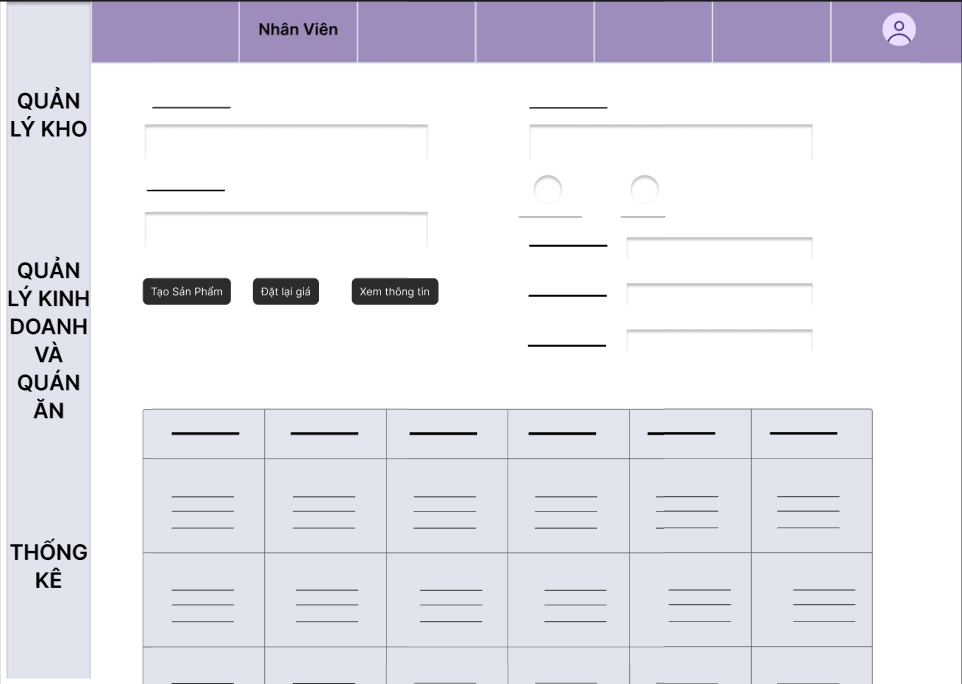 Nhân Viên
QUẢN
LÝ KHO
QUẢN
LÝ KINH
DOANH
VÀ
QUÁN
ĂN
THỐNG
KÊ
Tạo Sản Phẩm
Đặt lại giá
Xem thông tin